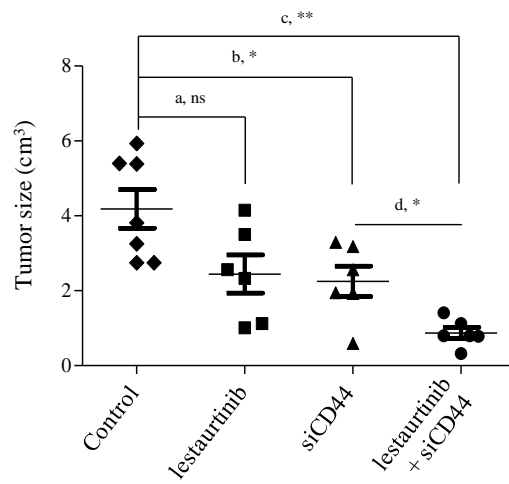 c, **
b, *
a, ns
d, *
Tumor size (cm³)
8
6
4
2
0
Control
lestaurtinib
siCD44
lestaurtinib
+ siCD44